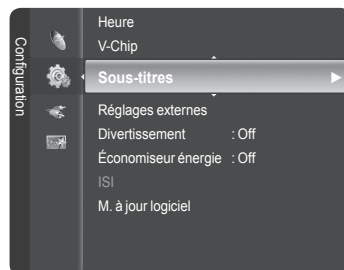 Configuration
Heure
V-Chip
Sous-titres
Réglages externes
Divertissement : Off
Économiseur énergie : Off
ISI
M. à jour logiciel